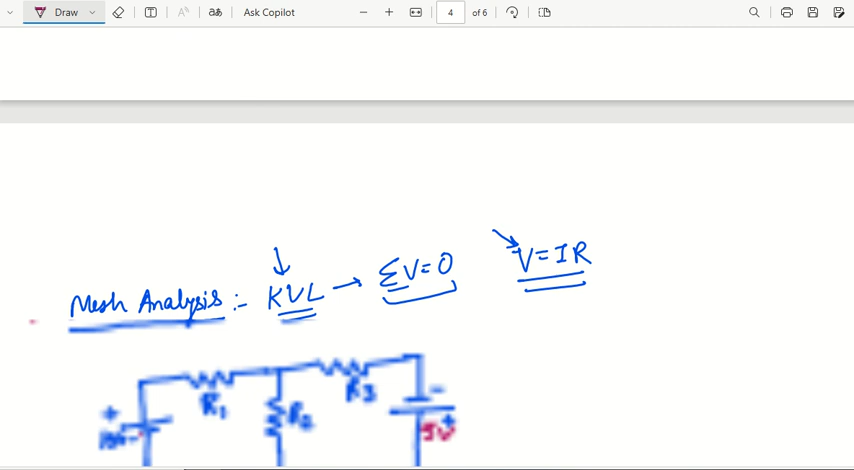 Draw
Ask Copilot
4 of 6
Mesh Analysis :- KVL → ΣV=0 V=IR
R1 R3
+ R2 -
5V +